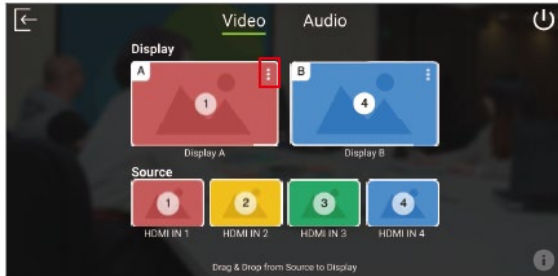 Video Audio
Display
A B
1 4
Display A Display B
Source
1 2 3 4
HDMI IN 1 HDMI IN 2 HDMI IN 3 HDMI IN 4
Drag & Drop from Source to Display
i